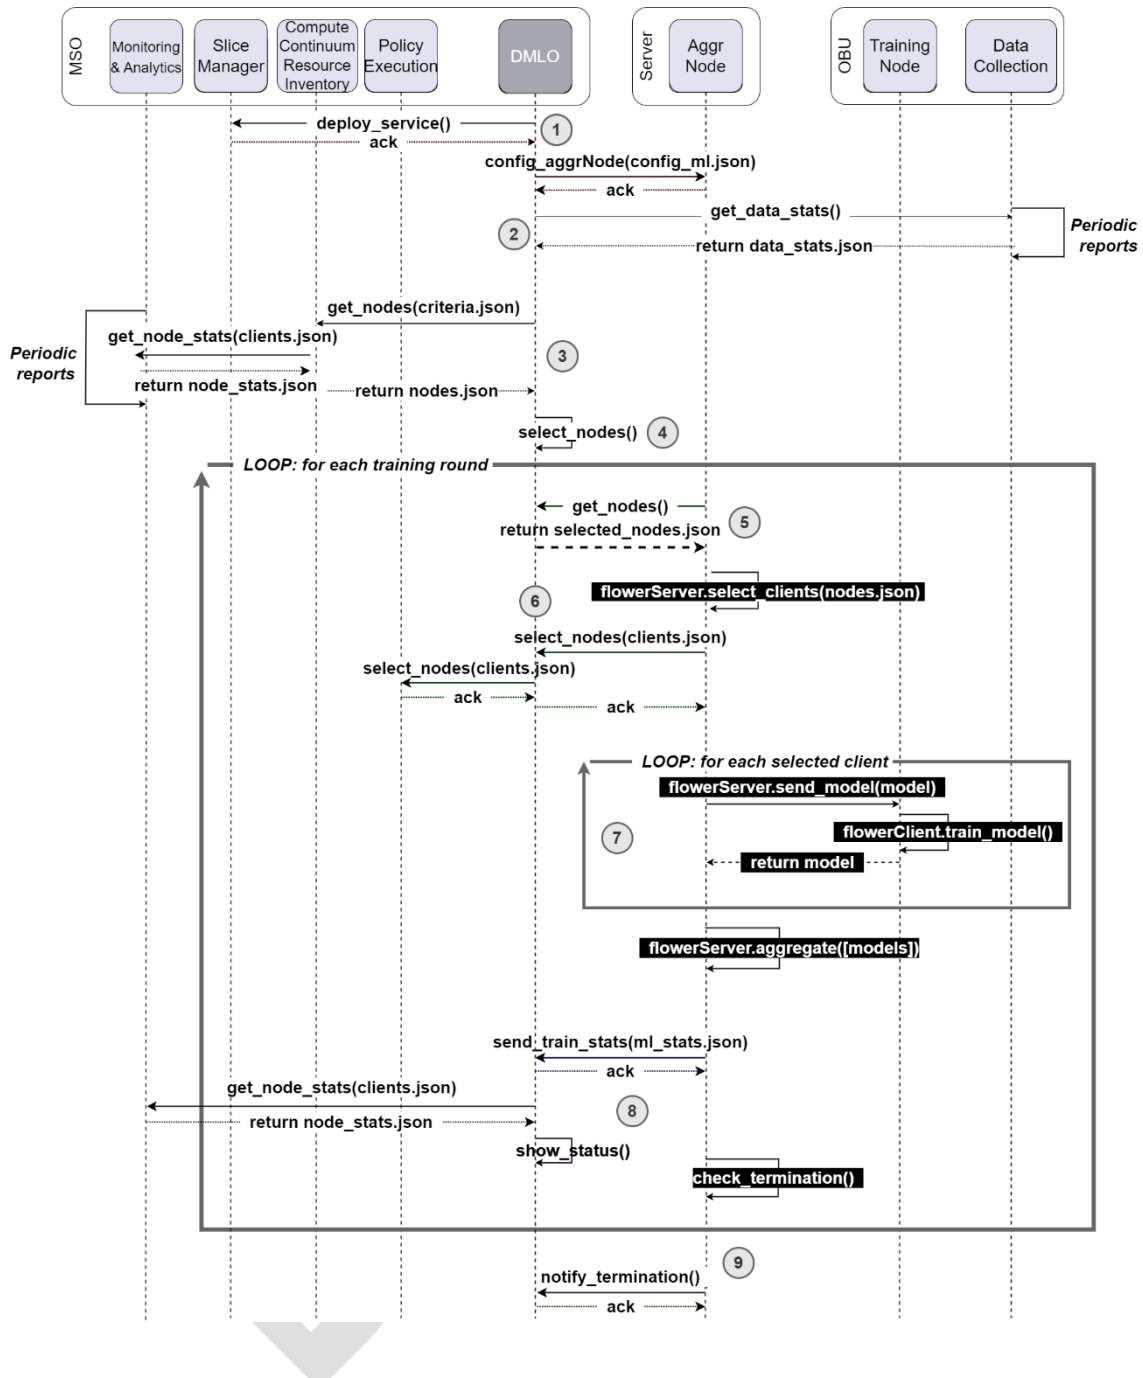 MSO
Monitoring
& Analytics
Slice
Manager
Compute
Continuum
Resource
Inventory
Policy
Execution
DMLO
Server
Aggr
Node
OBU
Training
Node
Data
Collection
deploy_service()
1
ack
config_aggrNode(config_ml.json)
ack
get_data_stats()
2
Periodic
reports
return data_stats.json
get_nodes(criteria.json)
get_node_stats(clients.json)
Periodic
reports
3
return node_stats.json
return nodes.json
select_nodes()
4
LOOP: for each training round
get_nodes()
5
return selected_nodes.json
flowerServer.select_clients(nodes.json)
6
select_nodes(clients.json)
select_nodes(clients.json)
ack
ack
LOOP: for each selected client
flowerServer.send_model(model)
7
flowerClient.train_model()
return model
flowerServer.aggregate([models])
send_train_stats(ml_stats.json)
ack
get_node_stats(clients.json)
8
return node_stats.json
show_status()
check_termination()
9
notify_termination()
ack